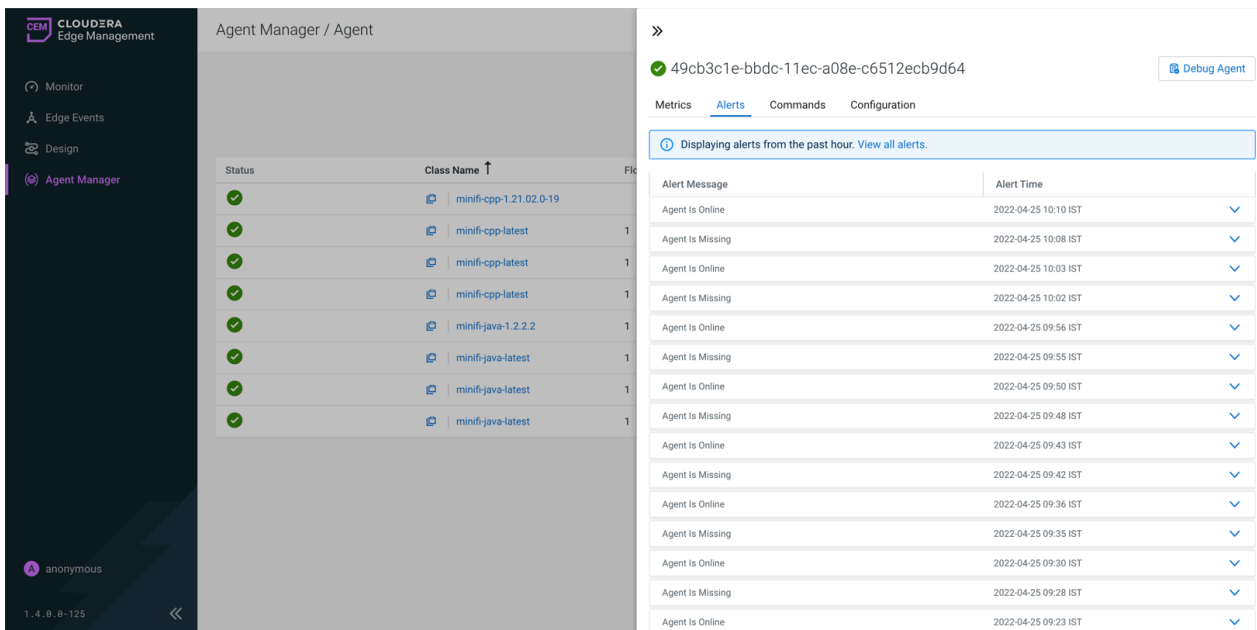 CEM CLOUDERA
Edge Management
Monitor
Edge Events
Design
Agent Manager
A anonymous
1.4.0.0-125
Agent Manager / Agent
Status Class Name Flo
minifi-cpp-1.21.02.0-19
minifi-cpp-latest 1
minifi-cpp-latest 1
minifi-cpp-latest 1
minifi-java-1.2.2.2 1
minifi-java-latest 1
minifi-java-latest 1
minifi-java-latest 1
49cb3c1e-bbdc-11ec-a08e-c6512ecb9d64 Debug Agent
Metrics Alerts Commands Configuration
Displaying alerts from the past hour. View all alerts.
Alert Message Alert Time
Agent Is Online 2022-04-25 10:10 IST
Agent Is Missing 2022-04-25 10:08 IST
Agent Is Online 2022-04-25 10:03 IST
Agent Is Missing 2022-04-25 10:02 IST
Agent Is Online 2022-04-25 09:56 IST
Agent Is Missing 2022-04-25 09:55 IST
Agent Is Online 2022-04-25 09:50 IST
Agent Is Missing 2022-04-25 09:48 IST
Agent Is Online 2022-04-25 09:43 IST
Agent Is Missing 2022-04-25 09:42 IST
Agent Is Online 2022-04-25 09:36 IST
Agent Is Missing 2022-04-25 09:35 IST
Agent Is Online 2022-04-25 09:30 IST
Agent Is Missing 2022-04-25 09:28 IST
Agent Is Online 2022-04-25 09:23 IST